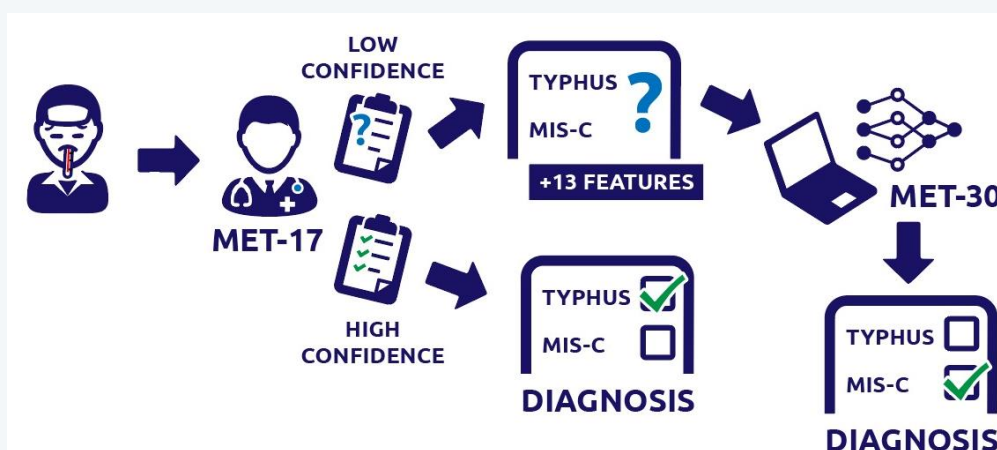 LOW
CONFIDENCE
?
TYPHUS
MIS-C
?
+13 FEATURES
MET-17
MET-30
HIGH
CONFIDENCE
TYPHUS
MIS-C
DIAGNOSIS
TYPHUS
MIS-C
DIAGNOSIS